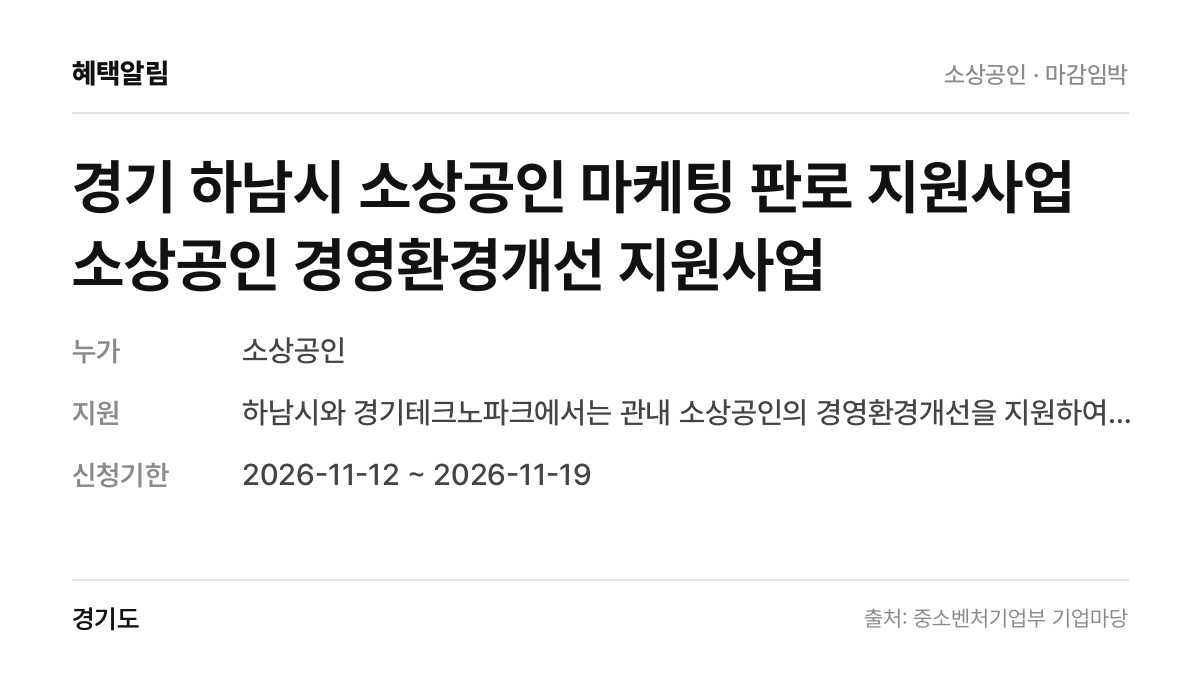 혜택알림
소상공인 · 마감임박
경기 하남시 소상공인 마케팅 판로 지원사업
소상공인 경영환경개선 지원사업
누가 소상공인
지원 하남시와 경기테크노파크에서는 관내 소상공인의 경영환경개선을 지원하여...
신청기한 2026-11-12 ~ 2026-11-19
경기도
출처: 중소벤처기업부 기업마당